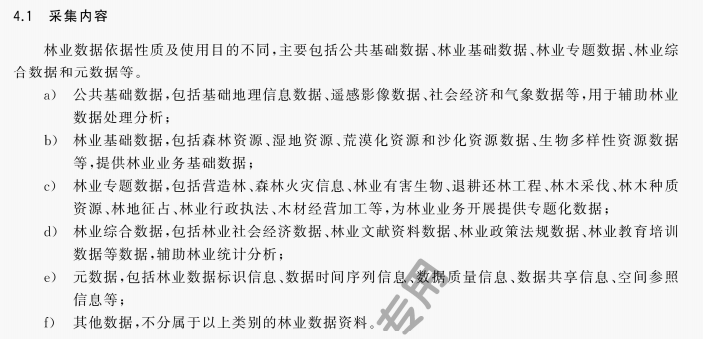 4.1 采集内容
林业数据依据性质及使用目的不同,主要包括公共基础数据、林业基础数据、林业专题数据、林业综
合数据和元数据等。
a) 公共基础数据,包括基础地理信息数据、遥感影像数据、社会经济和气象数据等,用于辅助林业
数据处理分析;
b) 林业基础数据,包括森林资源、湿地资源、荒漠化资源和沙化资源数据、生物多样性资源数据
等,提供林业业务基础数据;
c) 林业专题数据,包括营造林、森林火灾信息、林业有害生物、退耕还林工程、林木采伐、林木种质
资源、林地征占、林业行政执法、木材经营加工等,为林业业务开展提供专题化数据;
d) 林业综合数据,包括林业社会经济数据、林业文献资料数据、林业政策法规数据、林业教育培训
数据等数据,辅助林业统计分析;
e) 元数据,包括林业数据标识信息、数据时间序列信息、数据质量信息、数据共享信息、空间参照
信息等;
f) 其他数据,不分属于以上类别的林业数据资料。
专用